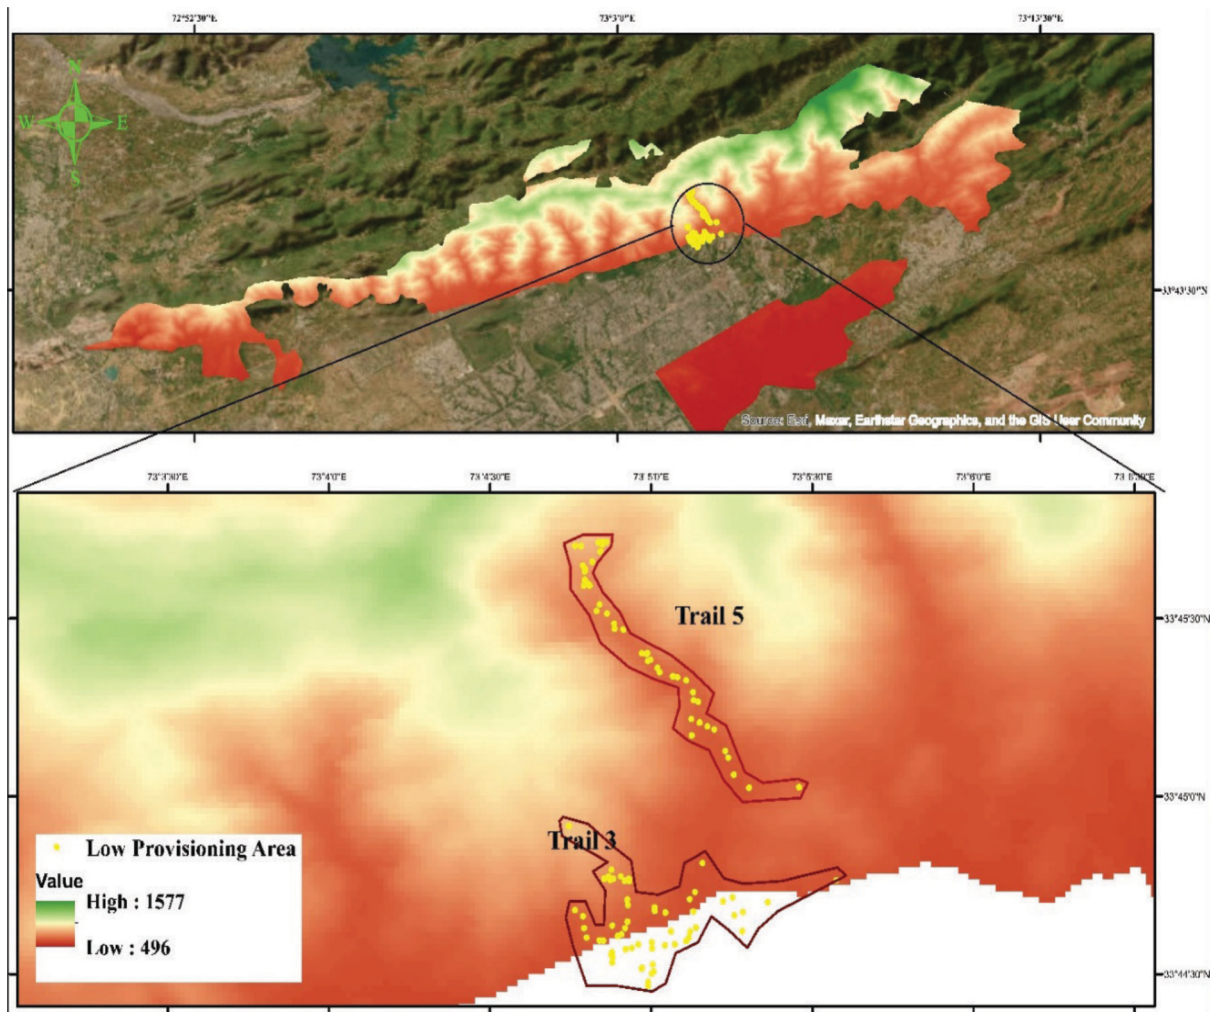 72°52'30"E 73°3'0"E 73°13'30"E
N
W E
S
33°43'30"N
Source: Esri, Maxar, Earthstar Geographics, and the GIS User Community
73°3'30"E 73°4'0"E 73°4'30"E 73°5'0"E 73°5'30"E 73°6'0"E
Trail 5
33°45'30"N
33°45'0"N
Trail 3
Low Provisioning Area
Value
High : 1577
Low : 496
33°44'30"N